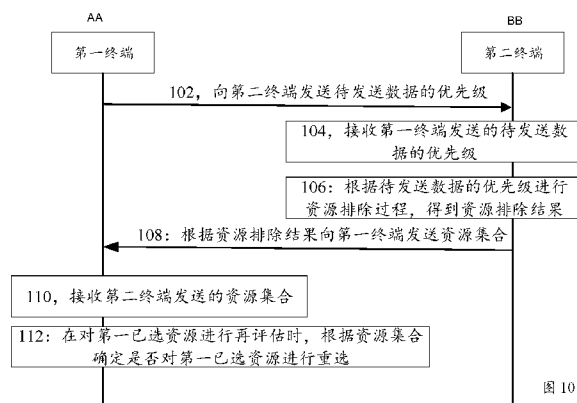 AA
BB
第一终端
第二终端
102，向第二终端发送待发送数据的优先级
104，接收第一终端发送的待发送数
据的优先级
106：根据待发送数据的优先级进行
资源排除过程，得到资源排除结果
108：根据资源排除结果向第一终端发送资源集合
110，接收第二终端发送的资源集合
112：在对第一已选资源进行再评估时，根据资源集合
确定是否对第一已选资源进行重选
图 10